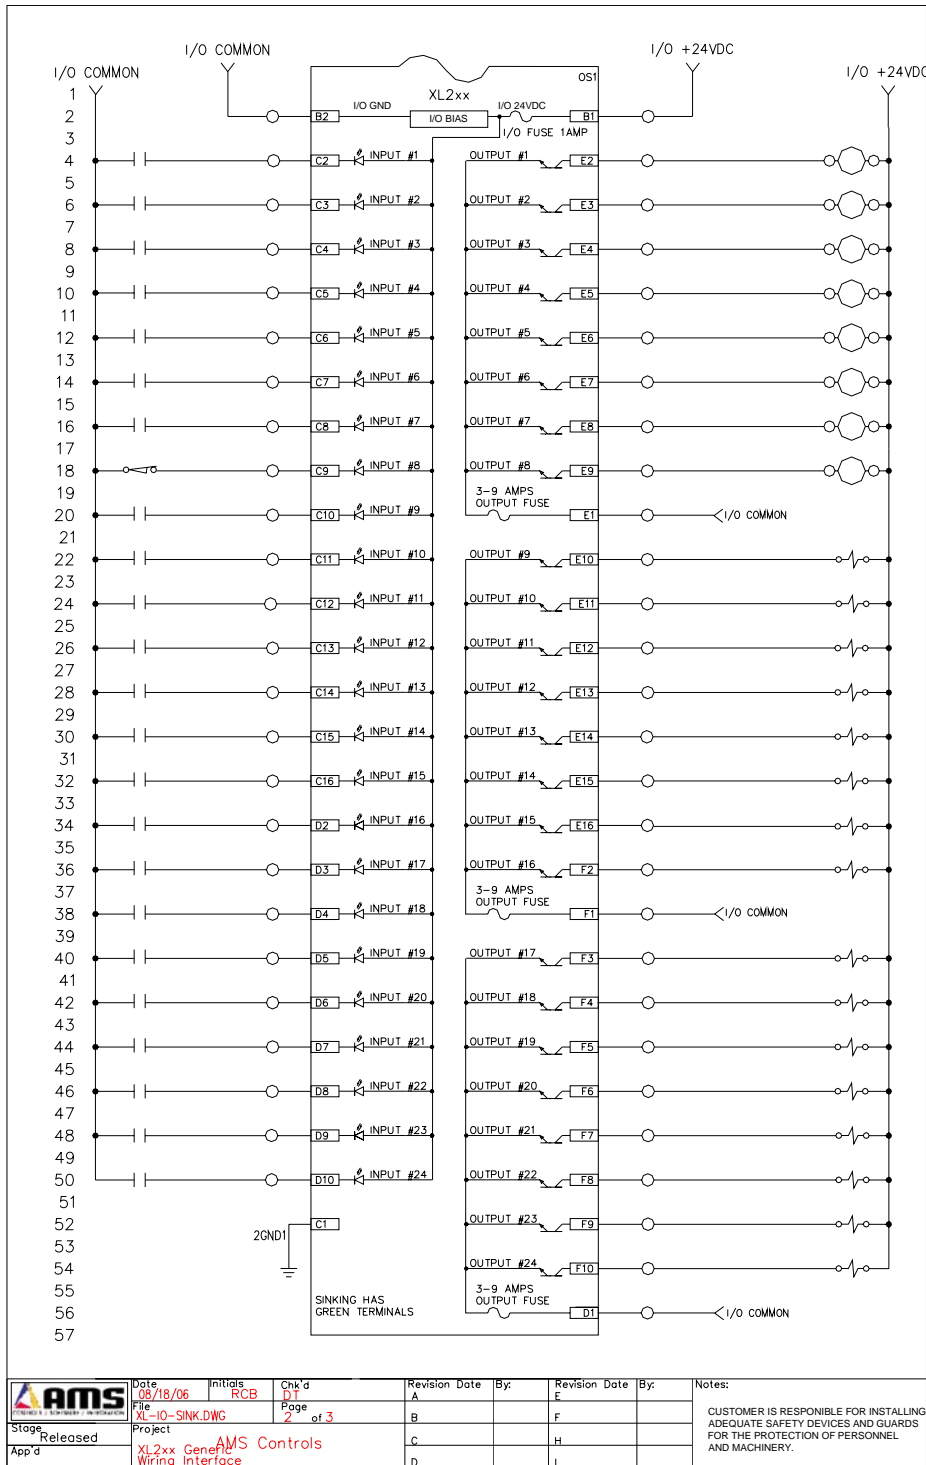 I/O COMMON
I/O +24VDC
I/O COMMON
I/O +24VDC
OS1
1
XL2xx
2
B2
I/O GND
I/O BIAS
I/O 24VDC
B1
3
I/O FUSE 1AMP
4
C2
INPUT #1
OUTPUT #1
E2
5
6
C3
INPUT #2
OUTPUT #2
E3
7
8
C4
INPUT #3
OUTPUT #3
E4
9
10
C5
INPUT #4
OUTPUT #4
E5
11
12
C6
INPUT #5
OUTPUT #5
E6
13
14
C7
INPUT #6
OUTPUT #6
E7
15
16
C8
INPUT #7
OUTPUT #7
E8
17
18
C9
INPUT #8
OUTPUT #8
E9
19
3-9 AMPS
OUTPUT FUSE
20
C10
INPUT #9
E1
I/O COMMON
21
22
C11
INPUT #10
OUTPUT #9
E10
23
24
C12
INPUT #11
OUTPUT #10
E11
25
26
C13
INPUT #12
OUTPUT #11
E12
27
28
C14
INPUT #13
OUTPUT #12
E13
29
30
C15
INPUT #14
OUTPUT #13
E14
31
32
C16
INPUT #15
OUTPUT #14
E15
33
34
D2
INPUT #16
OUTPUT #15
E16
35
36
D3
INPUT #17
OUTPUT #16
F2
37
3-9 AMPS
OUTPUT FUSE
38
D4
INPUT #18
F1
I/O COMMON
39
40
D5
INPUT #19
OUTPUT #17
F3
41
42
D6
INPUT #20
OUTPUT #18
F4
43
44
D7
INPUT #21
OUTPUT #19
F5
45
46
D8
INPUT #22
OUTPUT #20
F6
47
48
D9
INPUT #23
OUTPUT #21
F7
49
50
D10
INPUT #24
OUTPUT #22
F8
51
52
C1
2GND1
OUTPUT #23
F9
53
54
OUTPUT #24
F10
55
3-9 AMPS
OUTPUT FUSE
56
SINKING HAS
GREEN TERMINALS
D1
I/O COMMON
57
AMS
CONTROLS / SOFTWARE / INTEGRATION
Date
08/18/06
Initials
RCB
Chk'd
DT
File
XL-IO-SINK.DWG
Page
2 of 3
Stage
Released
App'd
Project
AMS Controls
XL2xx Generic
Wiring Interface
Revision Date
By:
Revision Date
By:
A
E
B
F
C
H
D
I
Notes:
CUSTOMER IS RESPONIBLE FOR INSTALLING
ADEQUATE SAFETY DEVICES AND GUARDS
FOR THE PROTECTION OF PERSONNEL
AND MACHINERY.